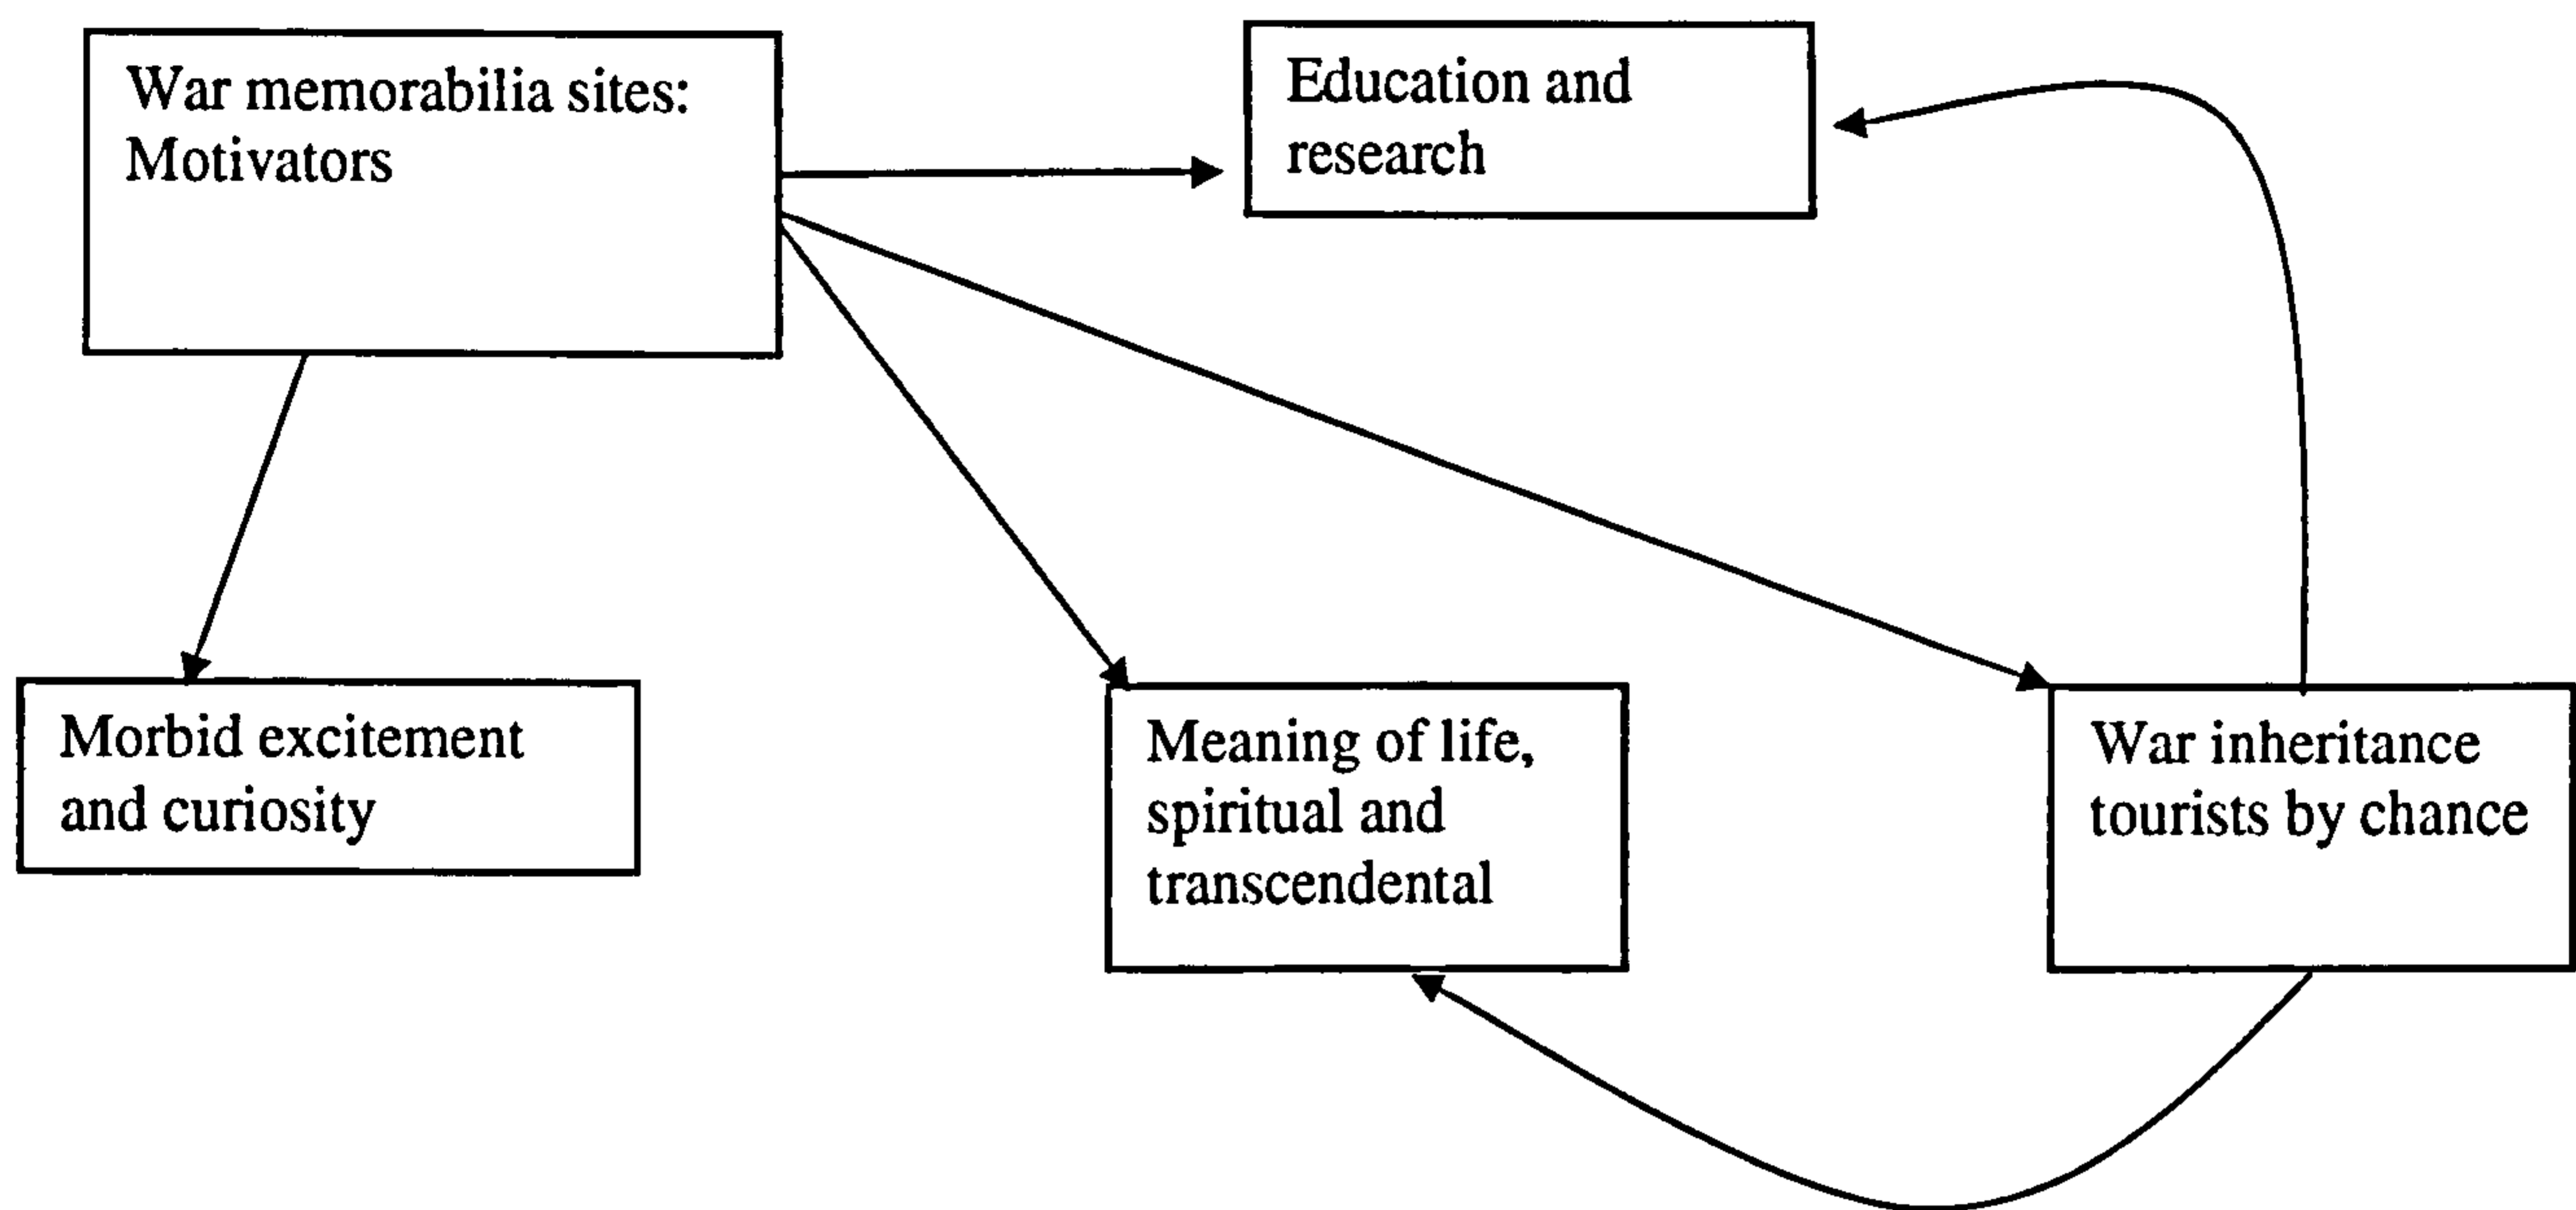 War memorabilia sites:
Motivators
Education and
research
Morbid excitement
and curiosity
Meaning of life,
spiritual and
transcendental
War inheritance
tourists by chance